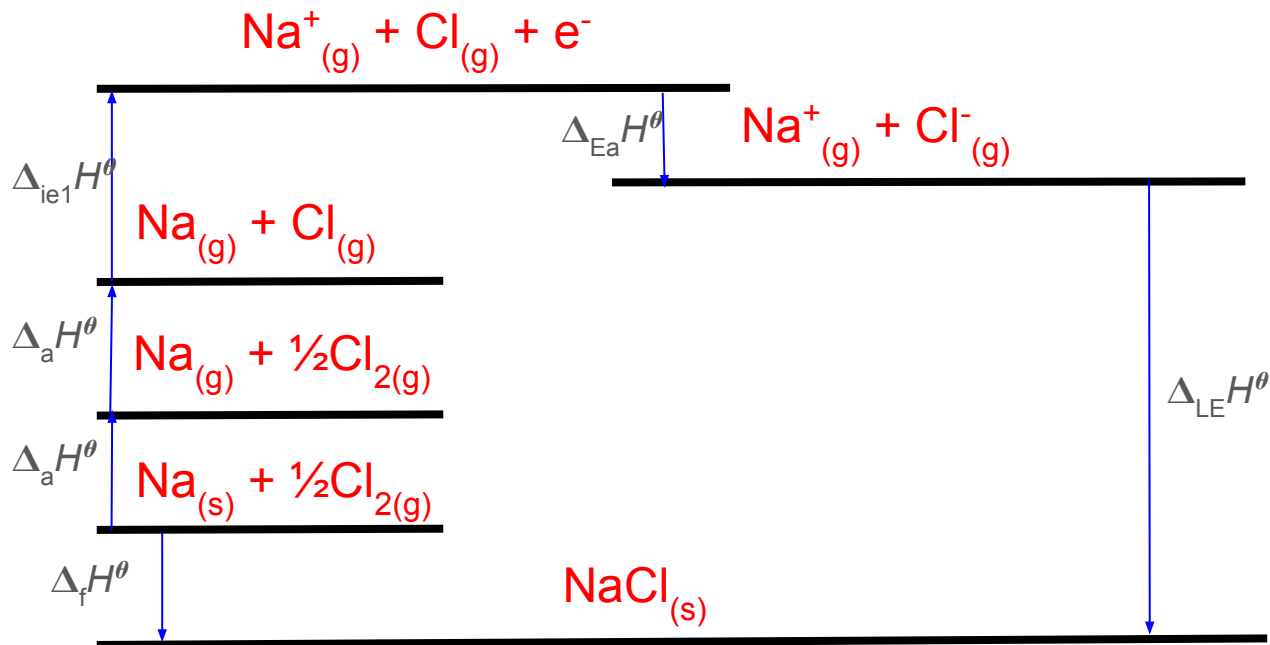 Na⁺(g) + Cl(g) + e⁻
ΔEaHᶿ
Na⁺(g) + Cl⁻(g)
Δie1Hᶿ
Na(g) + Cl(g)
ΔaHᶿ
Na(g) + ½Cl₂(g)
ΔLEHᶿ
ΔaHᶿ
Na(s) + ½Cl₂(g)
ΔfHᶿ
NaCl(s)